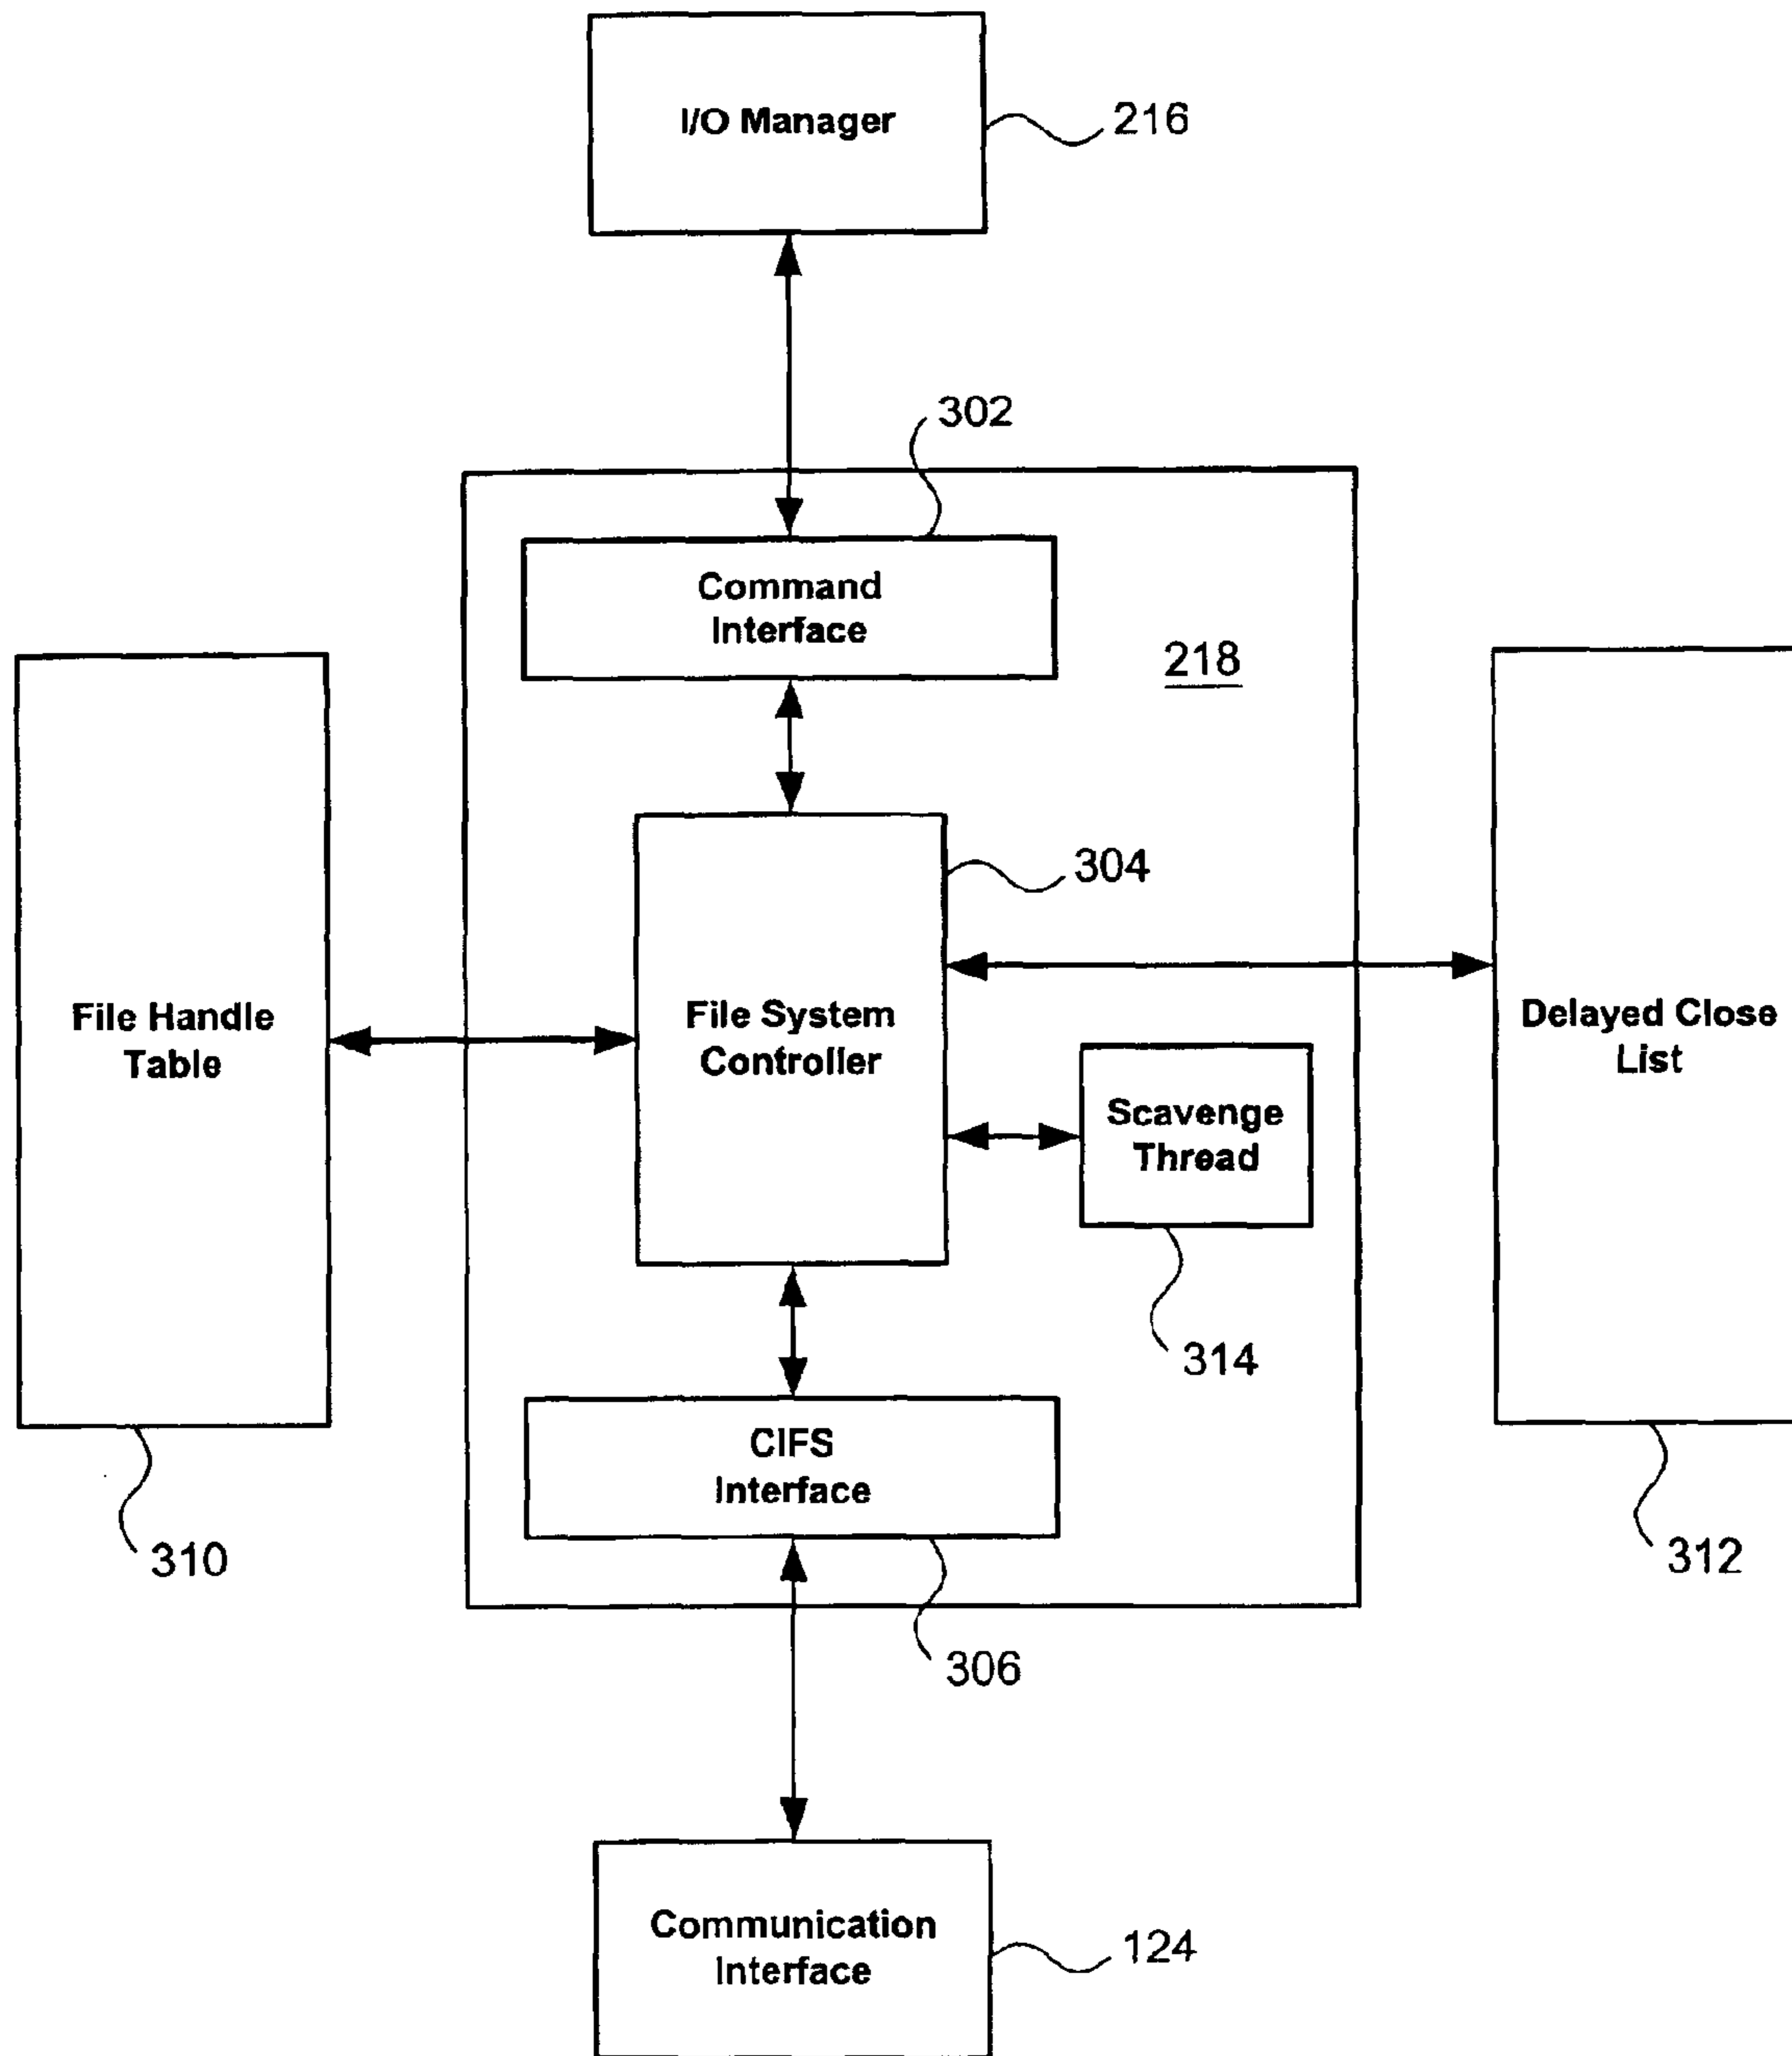 I/O Manager
216
302
Command
Interface
218
304
File Handle
Table
File System
Controller
Delayed Close
List
Scavenge
Thread
314
CIFS
Interface
310
312
306
Communication
Interface
124